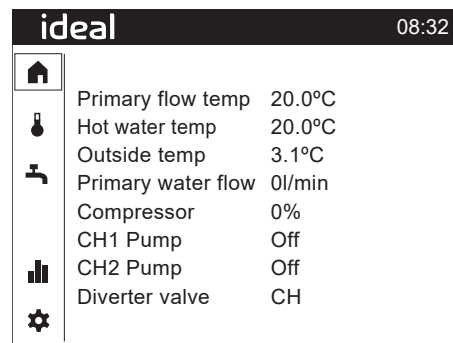 ideal 08:32
Primary flow temp 20.0ºC
Hot water temp 20.0ºC
Outside temp 3.1ºC
Primary water flow 0l/min
Compressor 0%
CH1 Pump Off
CH2 Pump Off
Diverter valve CH